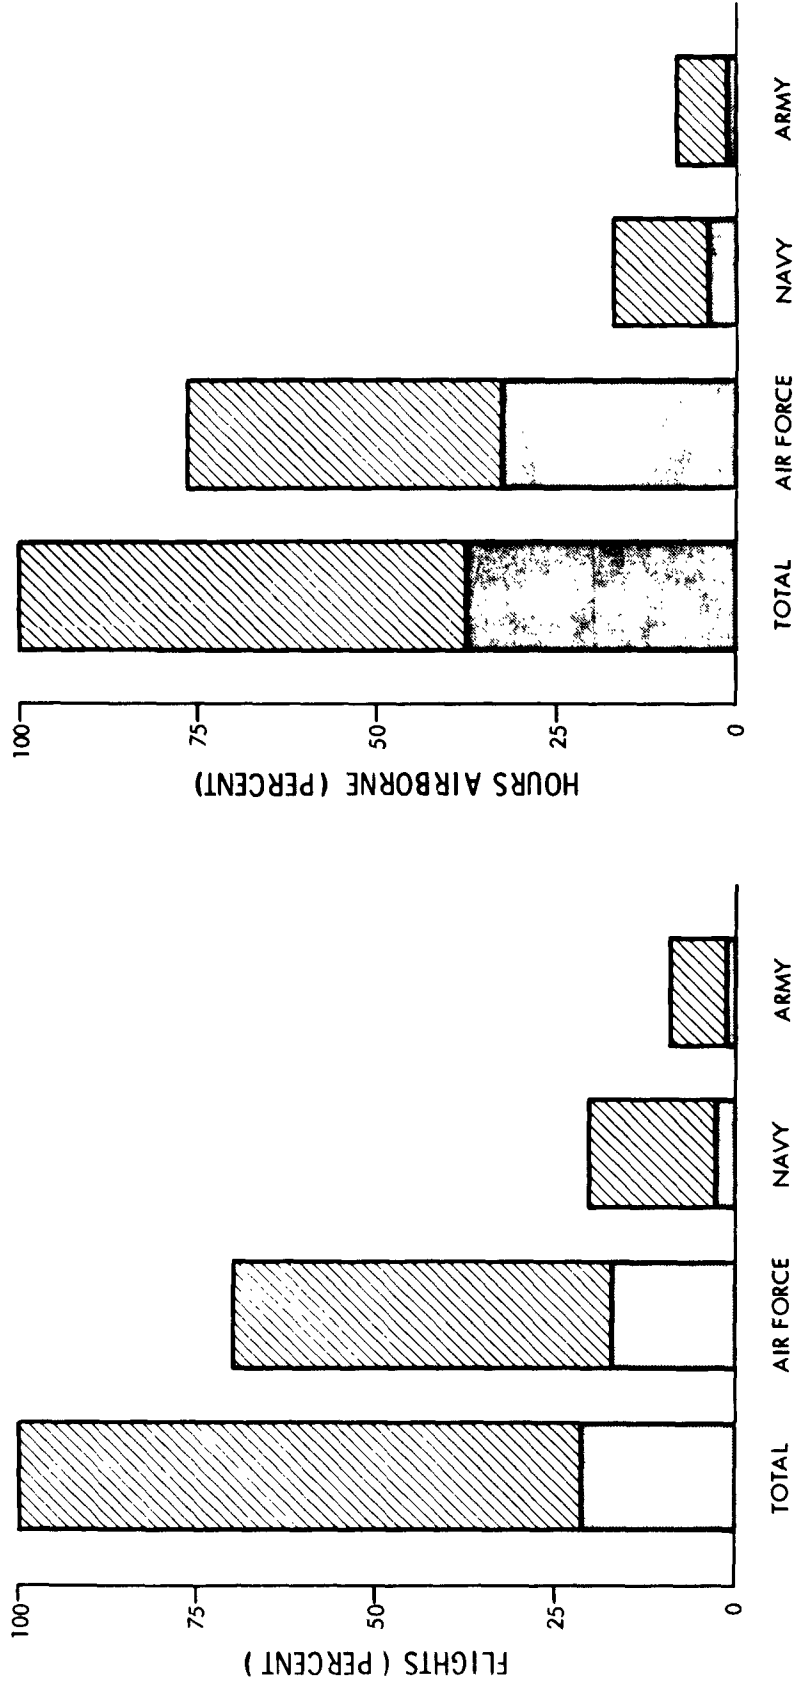 FLIGHTS ( PERCENT )
100
75
50
25
0
TOTAL
AIR FORCE
NAVY
ARMY
HOURS AIRBORNE ( PERCENT )
100
75
50
25
0
TOTAL
AIR FORCE
NAVY
ARMY